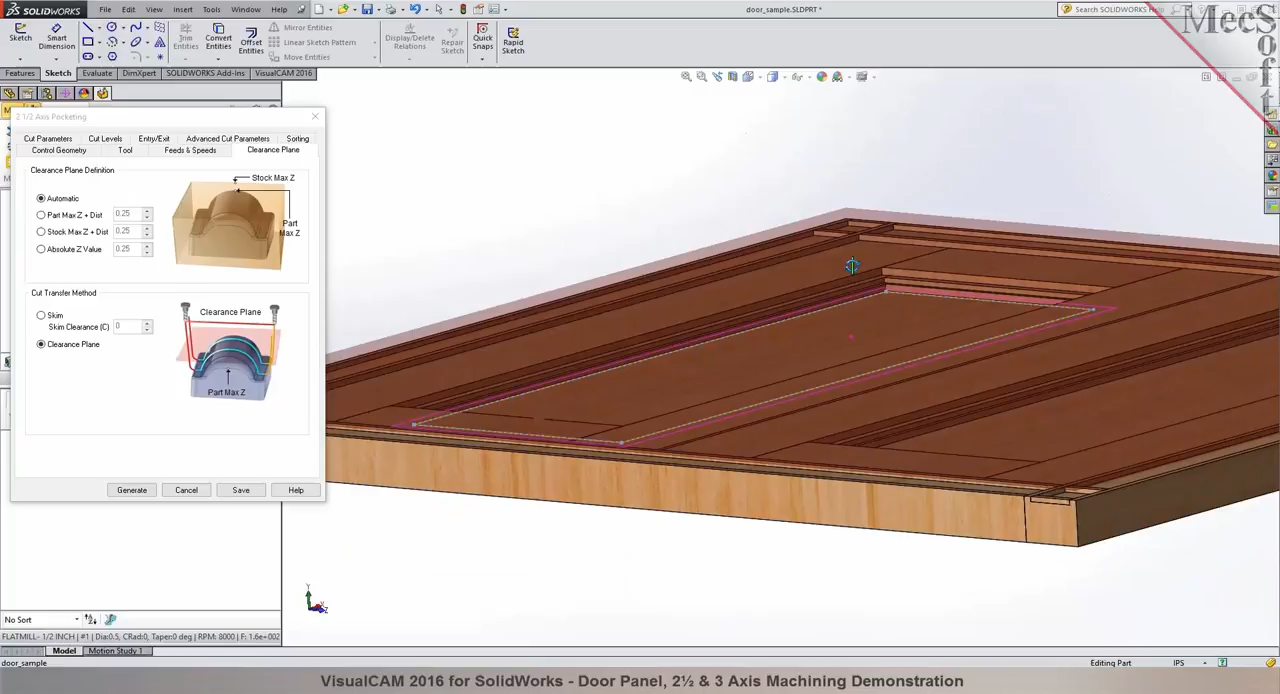 SOLIDWORKS File Edit View Insert Tools Window Help door_sample.SLDPRT * Search SOLIDWORKS Help
MecSoft
Sketch Smart Dimension Trim Entities Convert Entities Offset Entities Mirror Entities Linear Sketch Pattern Move Entities Display/Delete Relations Repair Sketch Quick Snaps Rapid Sketch
Features Sketch Evaluate DimXpert SOLIDWORKS Add-Ins VisualCAM 2016
2 1/2 Axis Pocketing
Cut Parameters Cut Levels Entry/Exit Advanced Cut Parameters Sorting
Control Geometry Tool Feeds & Speeds Clearance Plane
Clearance Plane Definition
Automatic
Part Max Z + Dist 0.25
Stock Max Z + Dist 0.25
Absolute Z Value 0.25
Stock Max Z
Part Max Z
Cut Transfer Method
Skim
Skim Clearance (C) 0
Clearance Plane
Clearance Plane
Part Max Z
Generate Cancel Save Help
No Sort
FLATMILL- 1/2 INCH | #1 | Dia:0.5, CRad:0, Taper:0 deg | RPM: 8000 | F: 1.6e+002
Model Motion Study 1
door_sample Editing Part IPS
VisualCAM 2016 for SolidWorks - Door Panel, 2½ & 3 Axis Machining Demonstration